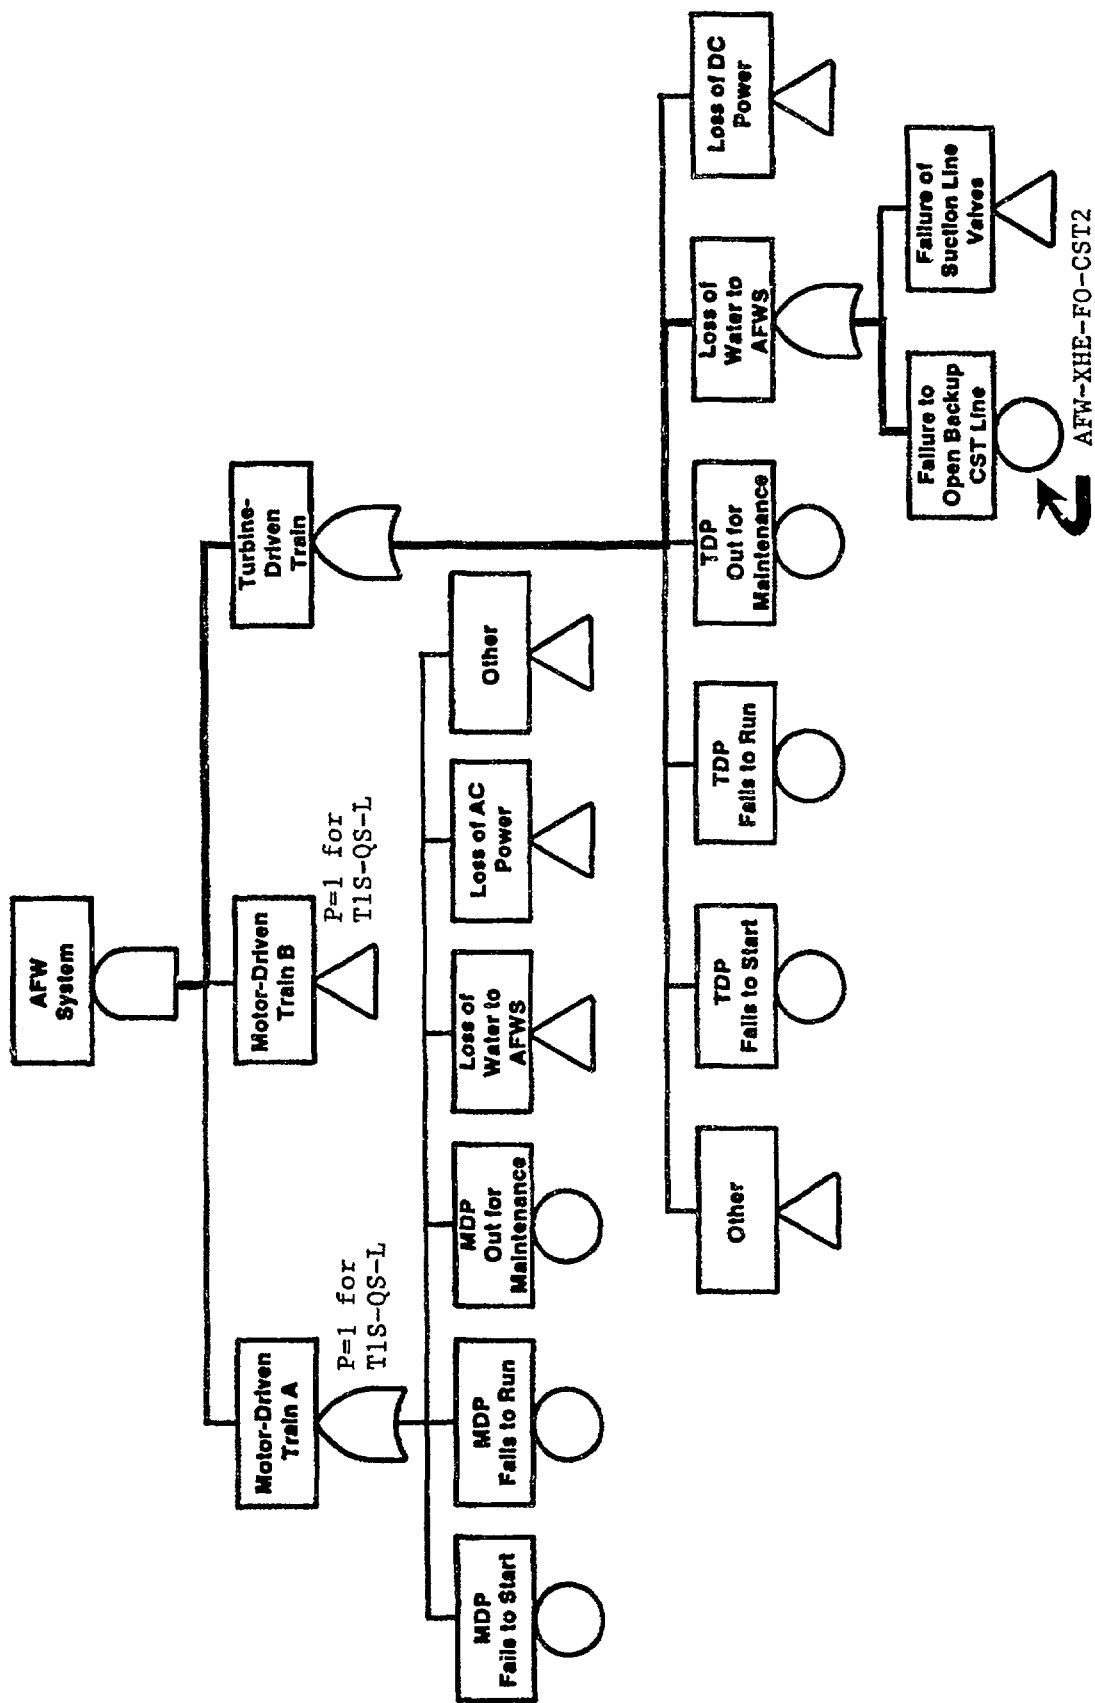 AFW
System
Motor-Driven
Train A
P=1 for
T1S-QS-L
Motor-Driven
Train B
P=1 for
T1S-QS-L
Turbine-
Driven
Train
MDP
Fails to Start
MDP
Fails to Run
MDP
Out for
Maintenance
Loss of
Water to
AFWS
Loss of AC
Power
Other
Other
TDP
Fails to Start
TDP
Fails to Run
TDP
Out for
Maintenance
Loss of
Water to
AFWS
Loss of DC
Power
Failure to
Open Backup
CST Line
Failure of
Suction Line
Valves
AFW-XHE-FO-CST2